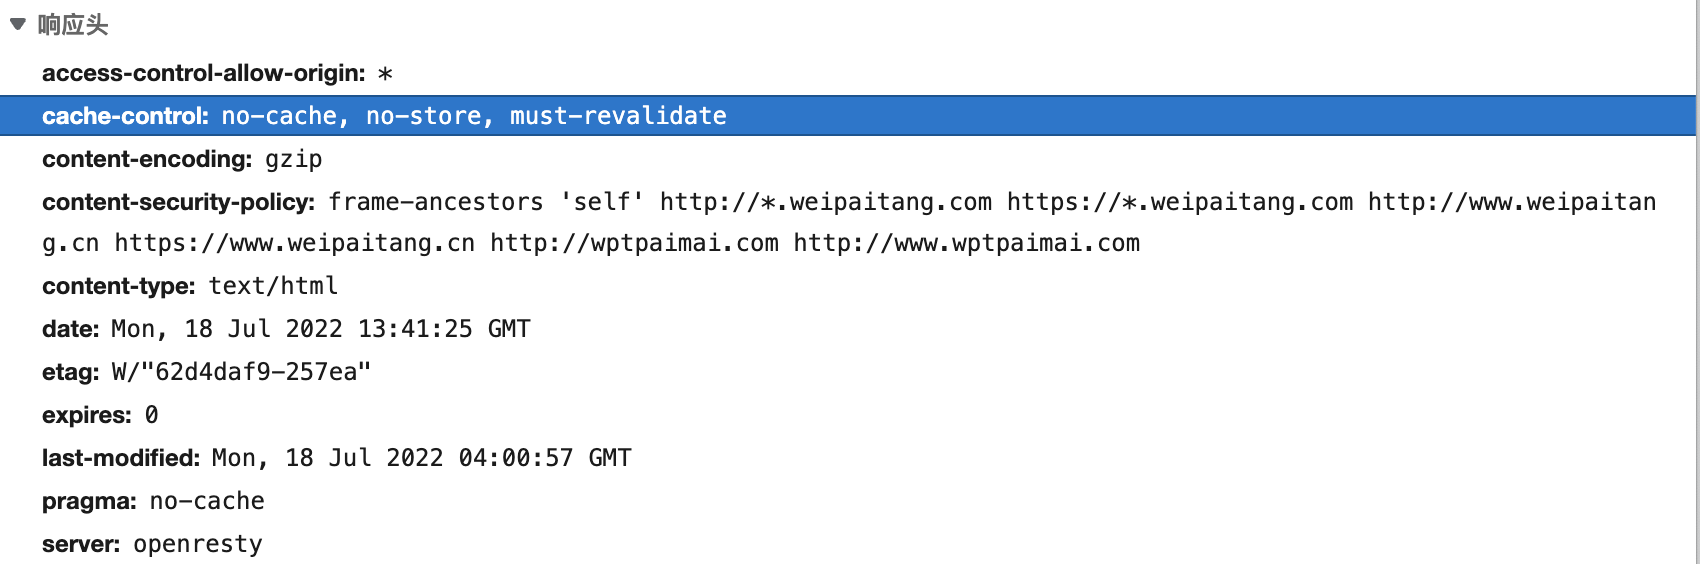 响应头
access-control-allow-origin: *
cache-control: no-cache, no-store, must-revalidate
content-encoding: gzip
content-security-policy: frame-ancestors 'self' http://*.weipaitang.com https://*.weipaitang.com http://www.weipaitan
g.cn https://www.weipaitang.cn http://wptpaimai.com http://www.wptpaimai.com
content-type: text/html
date: Mon, 18 Jul 2022 13:41:25 GMT
etag: W/"62d4daf9-257ea"
expires: 0
last-modified: Mon, 18 Jul 2022 04:00:57 GMT
pragma: no-cache
server: openresty